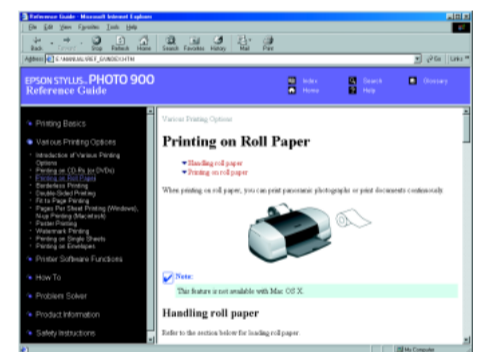 Reference Guide - Microsoft Internet Explorer
File Edit View Favorites Tools Help
Back Stop Refresh Home Search Favorites History Mail Print
Address
Go Links
EPSON STYLUS PHOTO 900
Reference Guide
Index
Search
Glossary
Home
Help
Printing Basics
Various Printing Options
Introduction of Various Printing
Options
Printing on CD-Rs (or DVDs)
Printing on Roll Paper
Borderless Printing
Double-Sided Printing
Fit to Page Printing
Pages Per Sheet Printing (Windows),
N-up Printing (Macintosh)
Poster Printing
Watermark Printing
Printing on Single Sheets
Printing on Envelopes
Printer Software Functions
How To
Problem Solver
Product Information
Safety Instructions
Various Printing Options
Printing on Roll Paper
Handling roll paper
Printing on roll paper
When printing on roll paper, you can print panoramic photographs or print documents continuously.
Note:
This feature is not available with Mac OS X.
Handling roll paper
Refer to the section below for loading roll paper.
My Computer